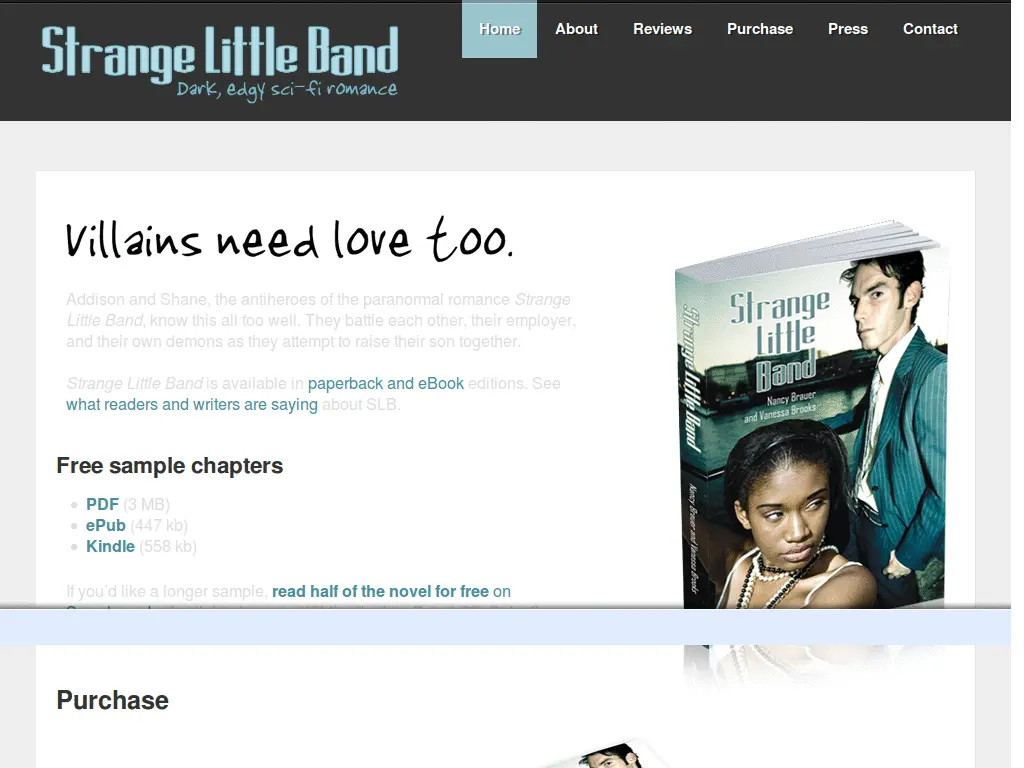 Strange Little Band
Dark, edgy sci-fi romance
Home About Reviews Purchase Press Contact
Villains need love too.
Addison and Shane, the antiheroes of the paranormal romance Strange
Little Band, know this all too well. They battle each other, their employer,
and their own demons as they attempt to raise their son together.
Strange Little Band is available in paperback and eBook editions. See
what readers and writers are saying about SLB.
Free sample chapters
PDF (3 MB)
ePub (447 kb)
Kindle (558 kb)
If you'd like a longer sample, read half of the novel for free on
Strange
Little
Band
Nancy Brauer
and Vanessa Brooks
Strange Little Band
Nancy Brauer and Vanessa Brooks
Purchase